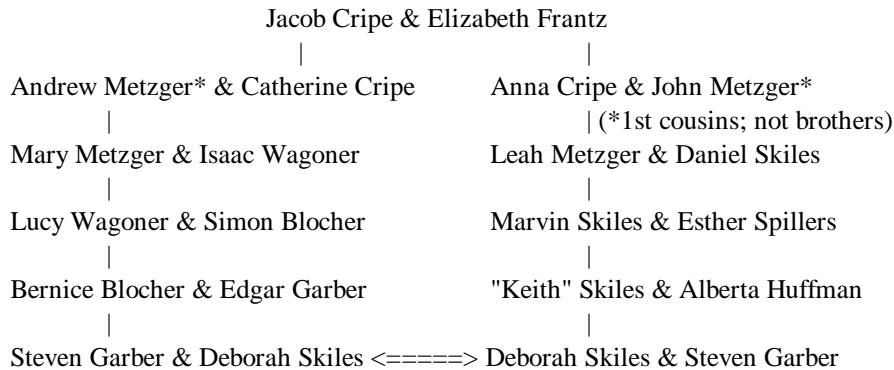 Jacob Cripe & Elizabeth Frantz
| |
Andrew Metzger* & Catherine Cripe Anna Cripe & John Metzger*
| | (*1st cousins; not brothers)
Mary Metzger & Isaac Wagoner Leah Metzger & Daniel Skiles
| |
Lucy Wagoner & Simon Blocher Marvin Skiles & Esther Spillers
| |
Bernice Blocher & Edgar Garber "Keith" Skiles & Alberta Huffman
| |
Steven Garber & Deborah Skiles <=====> Deborah Skiles & Steven Garber